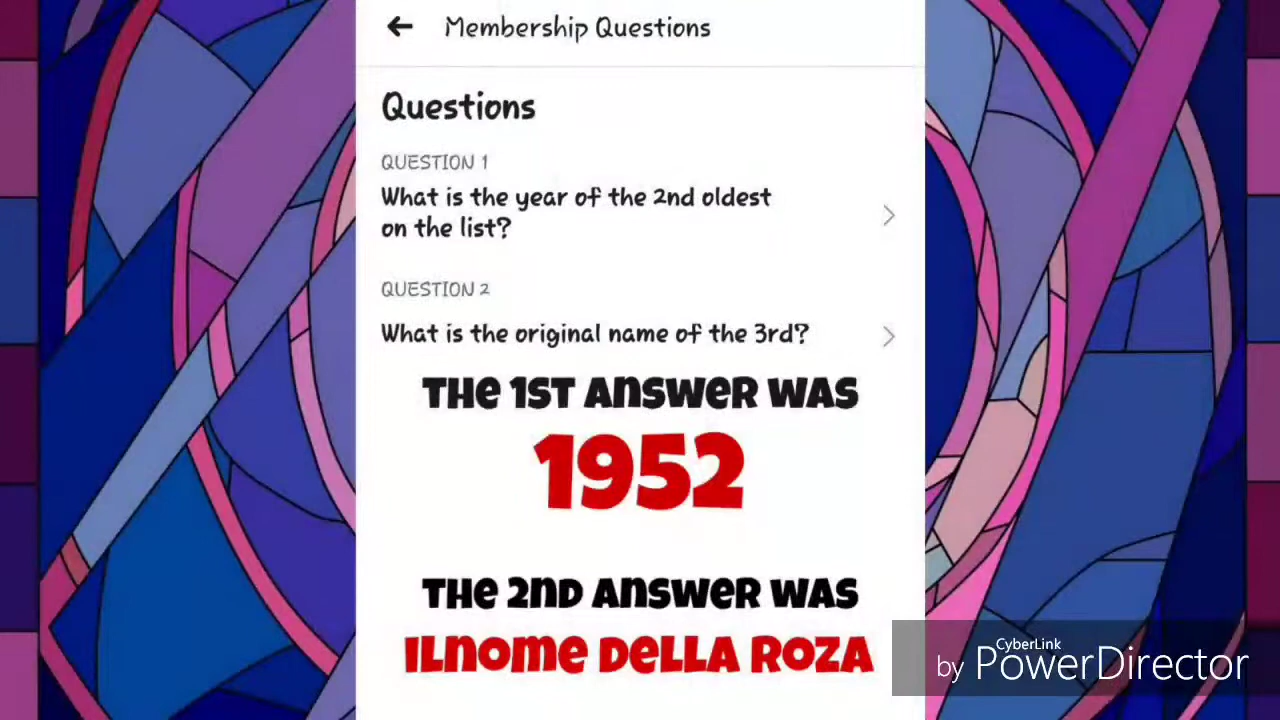 Membership Questions
Questions
QUESTION 1
What is the year of the 2nd oldest
on the list?
QUESTION 2
What is the original name of the 3rd?
THE 1ST ANSWER WAS
1952
THE 2ND ANSWER WAS
ILNOME DELLA ROZA
CyberLink
by PowerDirector